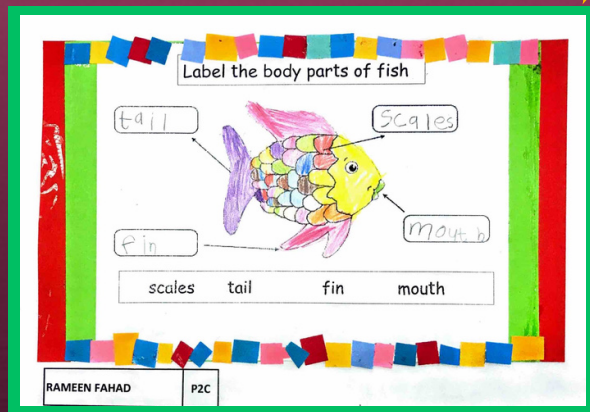 Label the body parts of fish
tail
scales
fin
mouth
scales tail fin mouth
RAMEEN FAHAD P2C